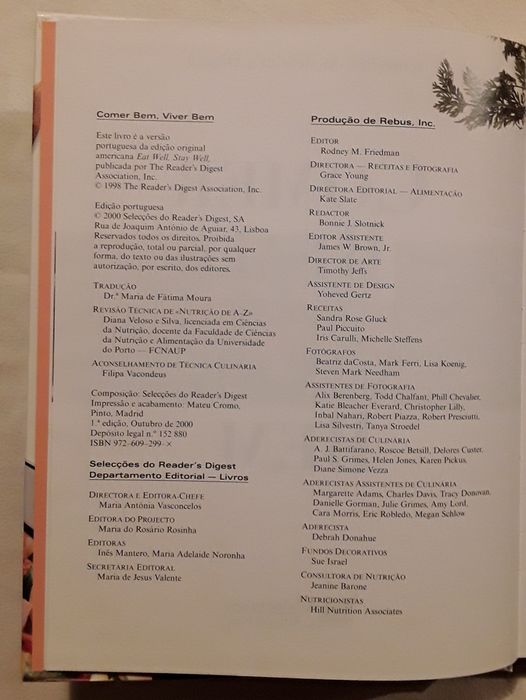 Comer Bem, Viver Bem
Este livro é a versão
portuguesa da edição original
americana Eat Well, Stay Well,
publicada por The Reader's Digest
Association, Inc.
© 1998 The Reader's Digest Association, Inc.
Edição portuguesa
© 2000 Selecções do Reader's Digest, SA
Rua de Joaquim António de Aguiar, 43, Lisboa
Reservados todos os direitos. Proibida
a reprodução, total ou parcial, por qualquer
forma, do texto ou das ilustrações sem
autorização, por escrito, dos editores.
TRADUÇÃO
Dr.ª Maria de Fátima Moura
REVISÃO TÉCNICA DE «NUTRIÇÃO DE A-Z»
Diana Veloso e Silva, licenciada em Ciências
da Nutrição, docente da Faculdade de Ciências
da Nutrição e Alimentação da Universidade
do Porto — FCNAUP
ACONSELHAMENTO DE TÉCNICA CULINÁRIA
Filipa Vacondeus
Composição: Selecções do Reader's Digest
Impressão e acabamento: Mateu Cromo,
Pinto, Madrid
1.ª edição, Outubro de 2000
Depósito legal n.º 152 880
ISBN 972-609-299-X
Selecções do Reader's Digest
Departamento Editorial — Livros
DIRECTORA E EDITORA-CHEFE
Maria Antónia Vasconcelos
EDITORA DO PROJECTO
Maria do Rosário Rosinha
EDITORAS
Inês Mantero, Maria Adelaide Noronha
SECRETÁRIA EDITORIAL
Maria de Jesus Valente
Produção de Rebus, Inc.
EDITOR
Rodney M. Friedman
DIRECTORA — RECEITAS E FOTOGRAFIA
Grace Young
DIRECTORA EDITORIAL — ALIMENTAÇÃO
Kate Slate
REDACTOR
Bonnie J. Slotnick
EDITOR ASSISTENTE
James W. Brown, Jr.
DIRECTOR DE ARTE
Timothy Jeffs
ASSISTENTE DE DESIGN
Yoheved Gertz
RECEITAS
Sandra Rose Gluck
Paul Piccuito
Iris Carulli, Michelle Steffens
FOTÓGRAFOS
Beatriz daCosta, Mark Ferri, Lisa Koenig,
Steven Mark Needham
ASSISTENTES DE FOTOGRAFIA
Alix Berenberg, Todd Chalfant, Phill Chevalier,
Katie Bleacher Everard, Christopher Lilly,
Inbal Nahari, Robert Piazza, Robert Presciutti,
Lisa Silvestri, Tanya Stroedel
ADERECISTAS DE CULINÁRIA
A. J. Battifarano, Roscoe Betsill, Delores Custer,
Paul S. Grimes, Helen Jones, Karen Pickus,
Diane Simone Vezza
ADERECISTAS ASSISTENTES DE CULINÁRIA
Margarette Adams, Charles Davis, Tracy Donovan,
Danielle Gorman, Julie Grimes, Amy Lord,
Cara Morris, Eric Robledo, Megan Schlow
ADERECISTA
Debrah Donahue
FUNDOS DECORATIVOS
Sue Israel
CONSULTORA DE NUTRIÇÃO
Jeanine Barone
NUTRICIONISTAS
Hill Nutrition Associates